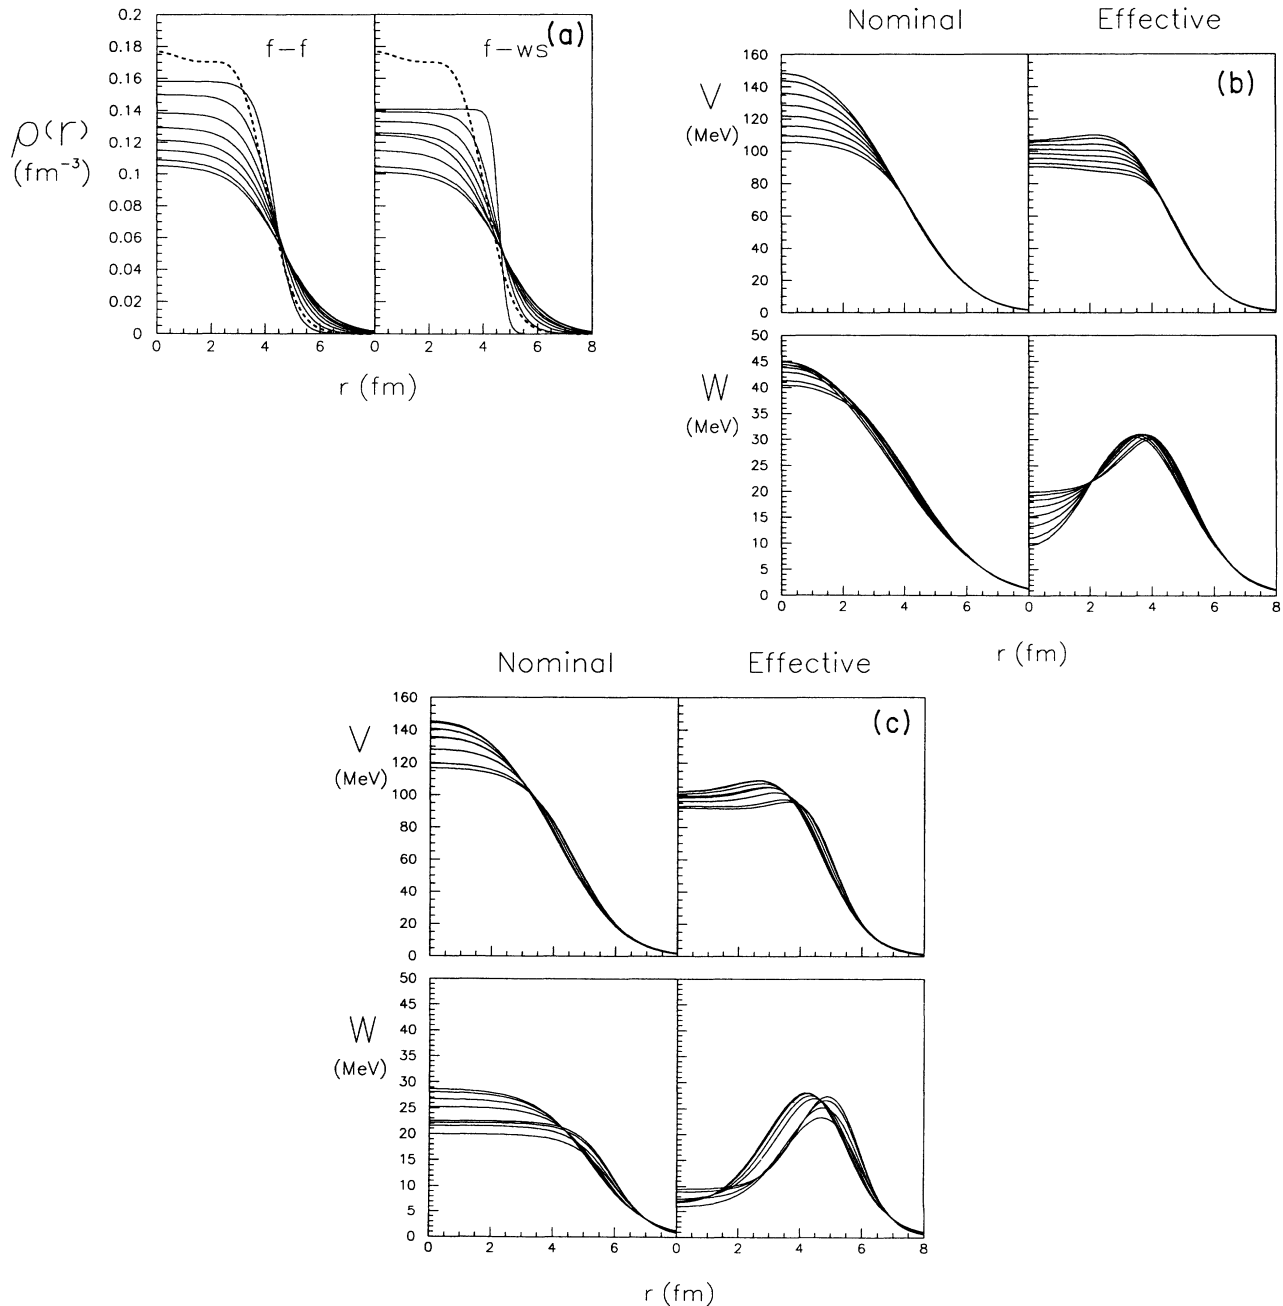 (a)
f-f
f-ws
0.2
0.18
0.16
0.14
0.12
0.1
0.08
0.06
0.04
0.02
0
ρ(r)
(fm⁻³)
0 2 4 6 0 2 4 6 8
r (fm)
Nominal Effective
(b)
V
(MeV)
160
140
120
100
80
60
40
20
0
W
(MeV)
50
45
40
35
30
25
20
15
10
5
0
0 2 4 6 0 2 4 6 8
r (fm)
Nominal Effective
(c)
V
(MeV)
160
140
120
100
80
60
40
20
0
W
(MeV)
50
45
40
35
30
25
20
15
10
5
0
0 2 4 6 0 2 4 6 8
r (fm)